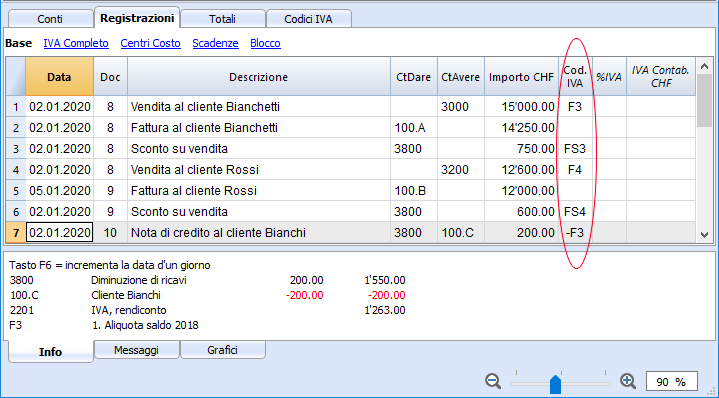 Conti Registrazioni Totali Codici IVA
Base IVA Completo Centri Costo Scadenze Blocco
Data Doc Descrizione CtDare CtAvere Importo CHF Cod. IVA %IVA IVA Contab. CHF
1 02.01.2020 8 Vendita al cliente Bianchetti 3000 15'000.00 F3
2 02.01.2020 8 Fattura al cliente Bianchetti 100.A 14'250.00
3 02.01.2020 8 Sconto su vendita 3800 750.00 FS3
4 02.01.2020 8 Vendita al cliente Rossi 3200 12'600.00 F4
5 05.01.2020 9 Fattura al cliente Rossi 100.B 12'000.00
6 02.01.2020 9 Sconto su vendita 3800 600.00 FS4
7 02.01.2020 10 Nota di credito al cliente Bianchi 3800 100.C 200.00 -F3
Tasto F6 = incrementa la data d'un giorno
3800 Diminuzione di ricavi 200.00 1'550.00
100.C Cliente Bianchi -200.00 -200.00
2201 IVA, rendiconto 1'263.00
F3 1. Aliquota saldo 2018
Info Messaggi Grafici
90 %